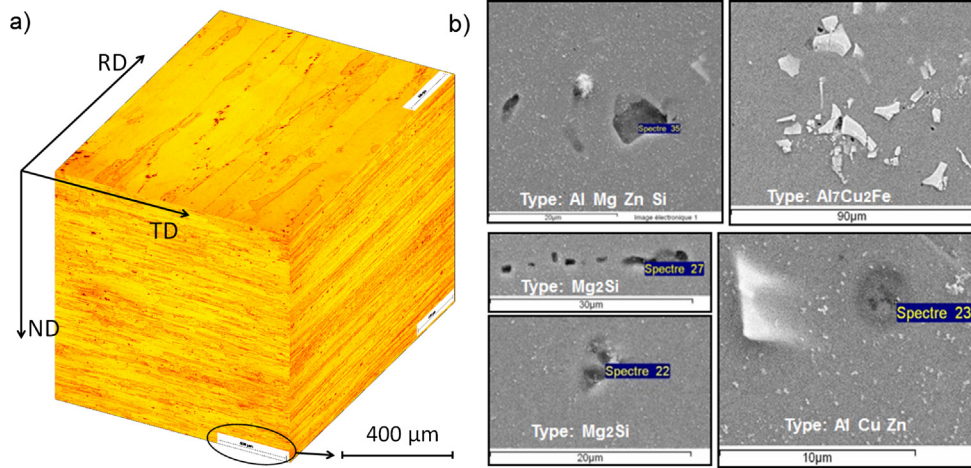 a)
RD
TD
ND
400 µm
b)
Spectre 35
Type: Al Mg Zn Si
20µm
Image électronique 1
Type: Al7Cu2Fe
90µm
Spectre 27
Type: Mg2Si
30µm
Spectre 22
Type: Mg2Si
20µm
Spectre 23
Type: Al Cu Zn
10µm